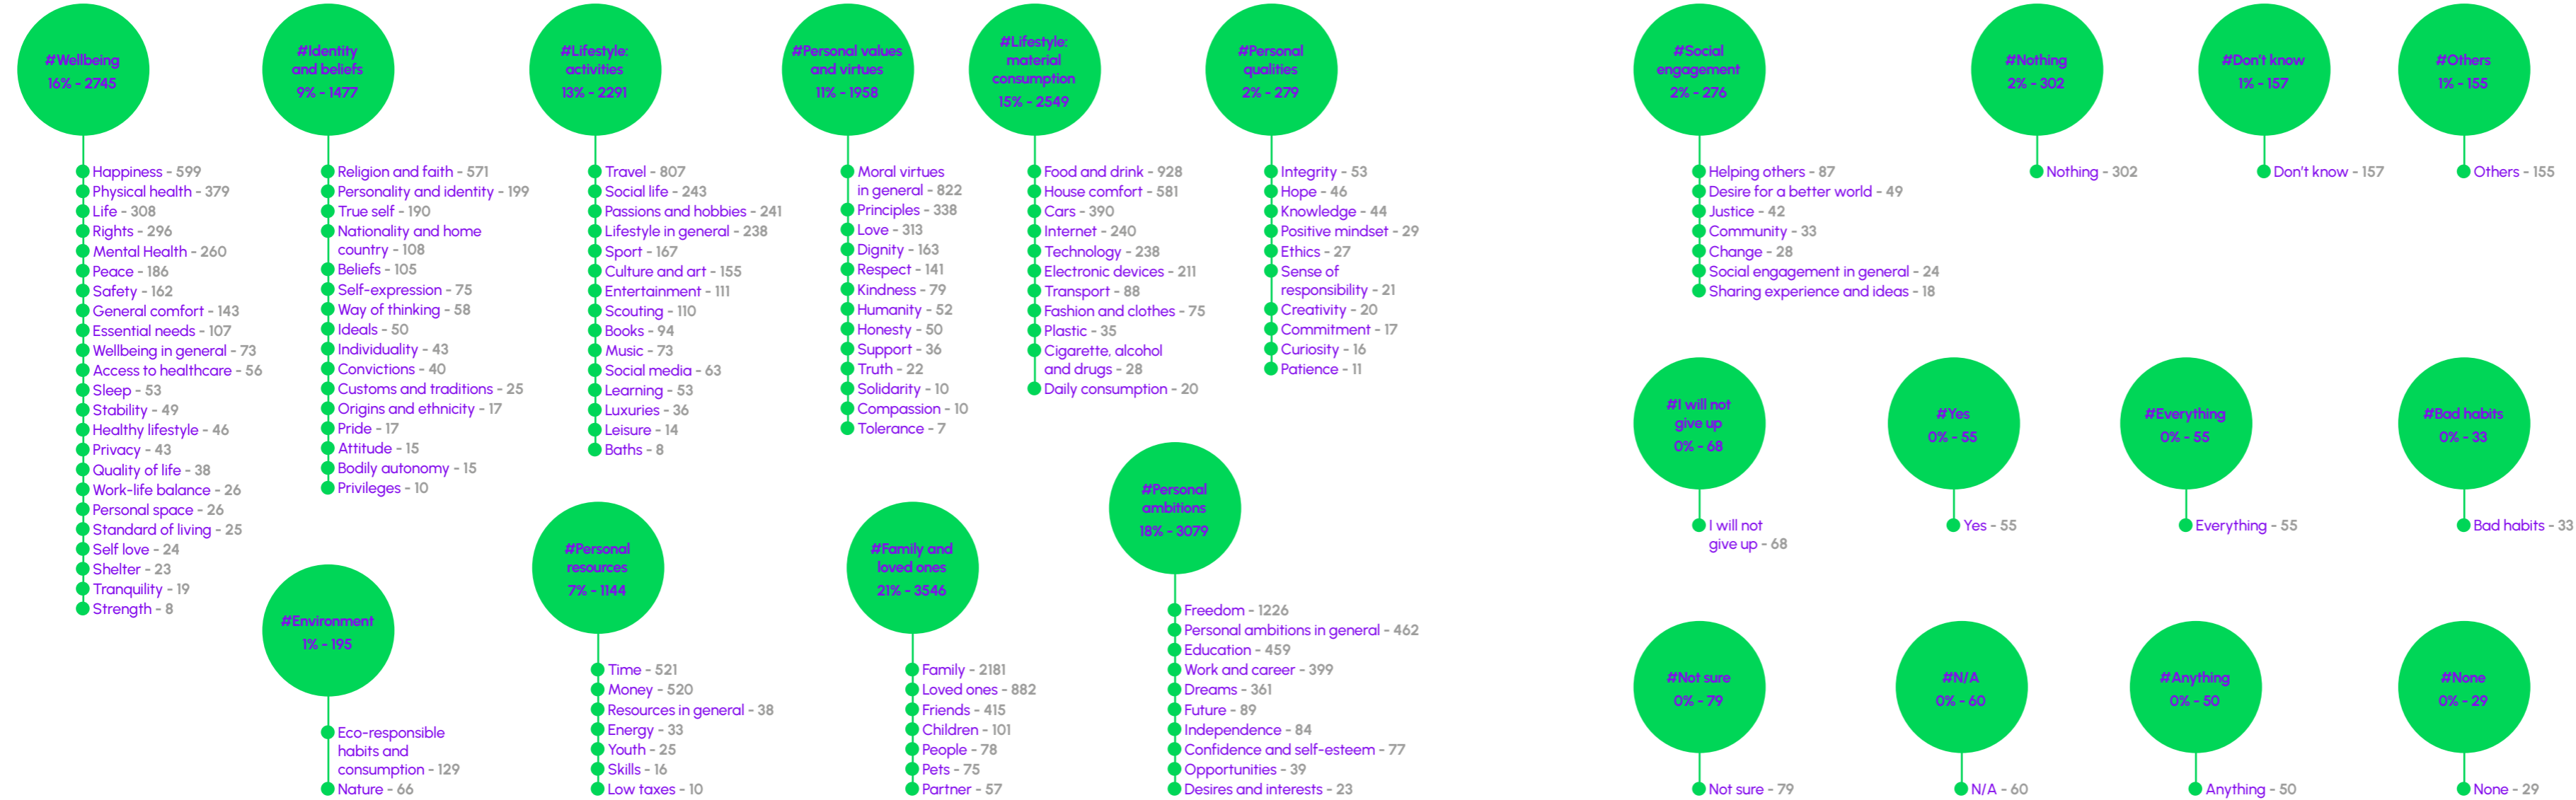 #Wellbeing
16% - 2745
Happiness - 599
Physical health - 379
Life - 308
Rights - 296
Mental Health - 260
Peace - 186
Safety - 162
General comfort - 143
Essential needs - 107
Wellbeing in general - 73
Access to healthcare - 56
Sleep - 53
Stability - 49
Healthy lifestyle - 46
Privacy - 43
Quality of life - 38
Work-life balance - 26
Personal space - 26
Standard of living - 25
Self love - 24
Shelter - 23
Tranquility - 19
Strength - 8
#Identity
and beliefs
9% - 1477
Religion and faith - 571
Personality and identity - 199
True self - 190
Nationality and home
country - 108
Beliefs - 105
Self-expression - 75
Way of thinking - 58
Ideals - 50
Individuality - 43
Convictions - 40
Customs and traditions - 25
Origins and ethnicity - 17
Pride - 17
Attitude - 15
Bodily autonomy - 15
Privileges - 10
#Environment
1% - 195
Eco-responsible
habits and
consumption - 129
Nature - 66
#Lifestyle:
activities
13% - 2291
Travel - 807
Social life - 243
Passions and hobbies - 241
Lifestyle in general - 238
Sport - 167
Culture and art - 155
Entertainment - 111
Scouting - 110
Books - 94
Music - 73
Social media - 63
Learning - 53
Luxuries - 36
Leisure - 14
Baths - 8
#Personal
resources
7% - 1144
Time - 521
Money - 520
Resources in general - 38
Energy - 33
Youth - 25
Skills - 16
Low taxes - 10
#Personal values
and virtues
11% - 1958
Moral virtues
in general - 822
Principles - 338
Love - 313
Dignity - 163
Respect - 141
Kindness - 79
Humanity - 52
Honesty - 50
Support - 36
Truth - 22
Solidarity - 10
Compassion - 10
Tolerance - 7
#Family and
loved ones
21% - 3546
Family - 2181
Loved ones - 882
Friends - 415
Children - 101
People - 78
Pets - 75
Partner - 57
#Lifestyle:
material
consumption
15% - 2549
Food and drink - 928
House comfort - 581
Cars - 390
Internet - 240
Technology - 238
Electronic devices - 211
Transport - 88
Fashion and clothes - 75
Plastic - 35
Cigarette, alcohol
and drugs - 28
Daily consumption - 20
#Personal
qualities
2% - 279
Integrity - 53
Hope - 46
Knowledge - 44
Positive mindset - 29
Ethics - 27
Sense of
responsibility - 21
Creativity - 20
Commitment - 17
Curiosity - 16
Patience - 11
#Personal
ambitions
18% - 3079
Freedom - 1226
Personal ambitions in general - 462
Education - 459
Work and career - 399
Dreams - 361
Future - 89
Independence - 84
Confidence and self-esteem - 77
Opportunities - 39
Desires and interests - 23
#Social
engagement
2% - 276
Helping others - 87
Desire for a better world - 49
Justice - 42
Community - 33
Change - 28
Social engagement in general - 24
Sharing experience and ideas - 18
#Nothing
2% - 302
Nothing - 302
#Don't know
1% - 157
Don't know - 157
#Others
1% - 155
Others - 155
#I will not
give up
0% - 68
I will not
give up - 68
#Yes
0% - 55
Yes - 55
#Everything
0% - 55
Everything - 55
#Bad habits
0% - 33
Bad habits - 33
#Not sure
0% - 79
Not sure - 79
#N/A
0% - 60
N/A - 60
#Anything
0% - 50
Anything - 50
#None
0% - 29
None - 29